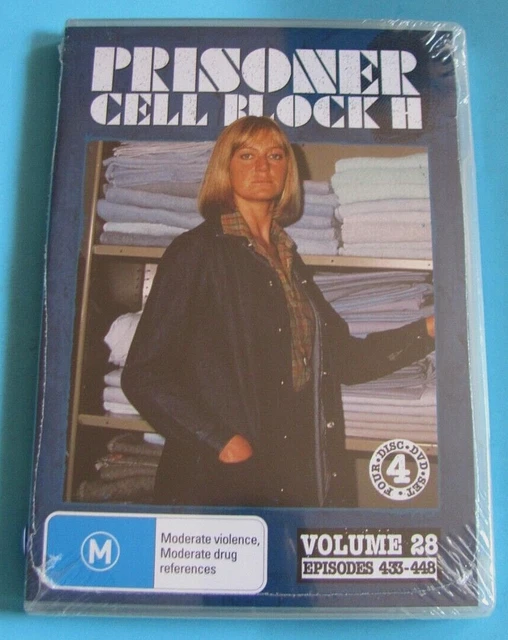 PRISONER
CELL BLOCK H
FOUR • DISC • DVD • SET •
4
M
Moderate violence,
Moderate drug
references
VOLUME 28
EPISODES 433-448